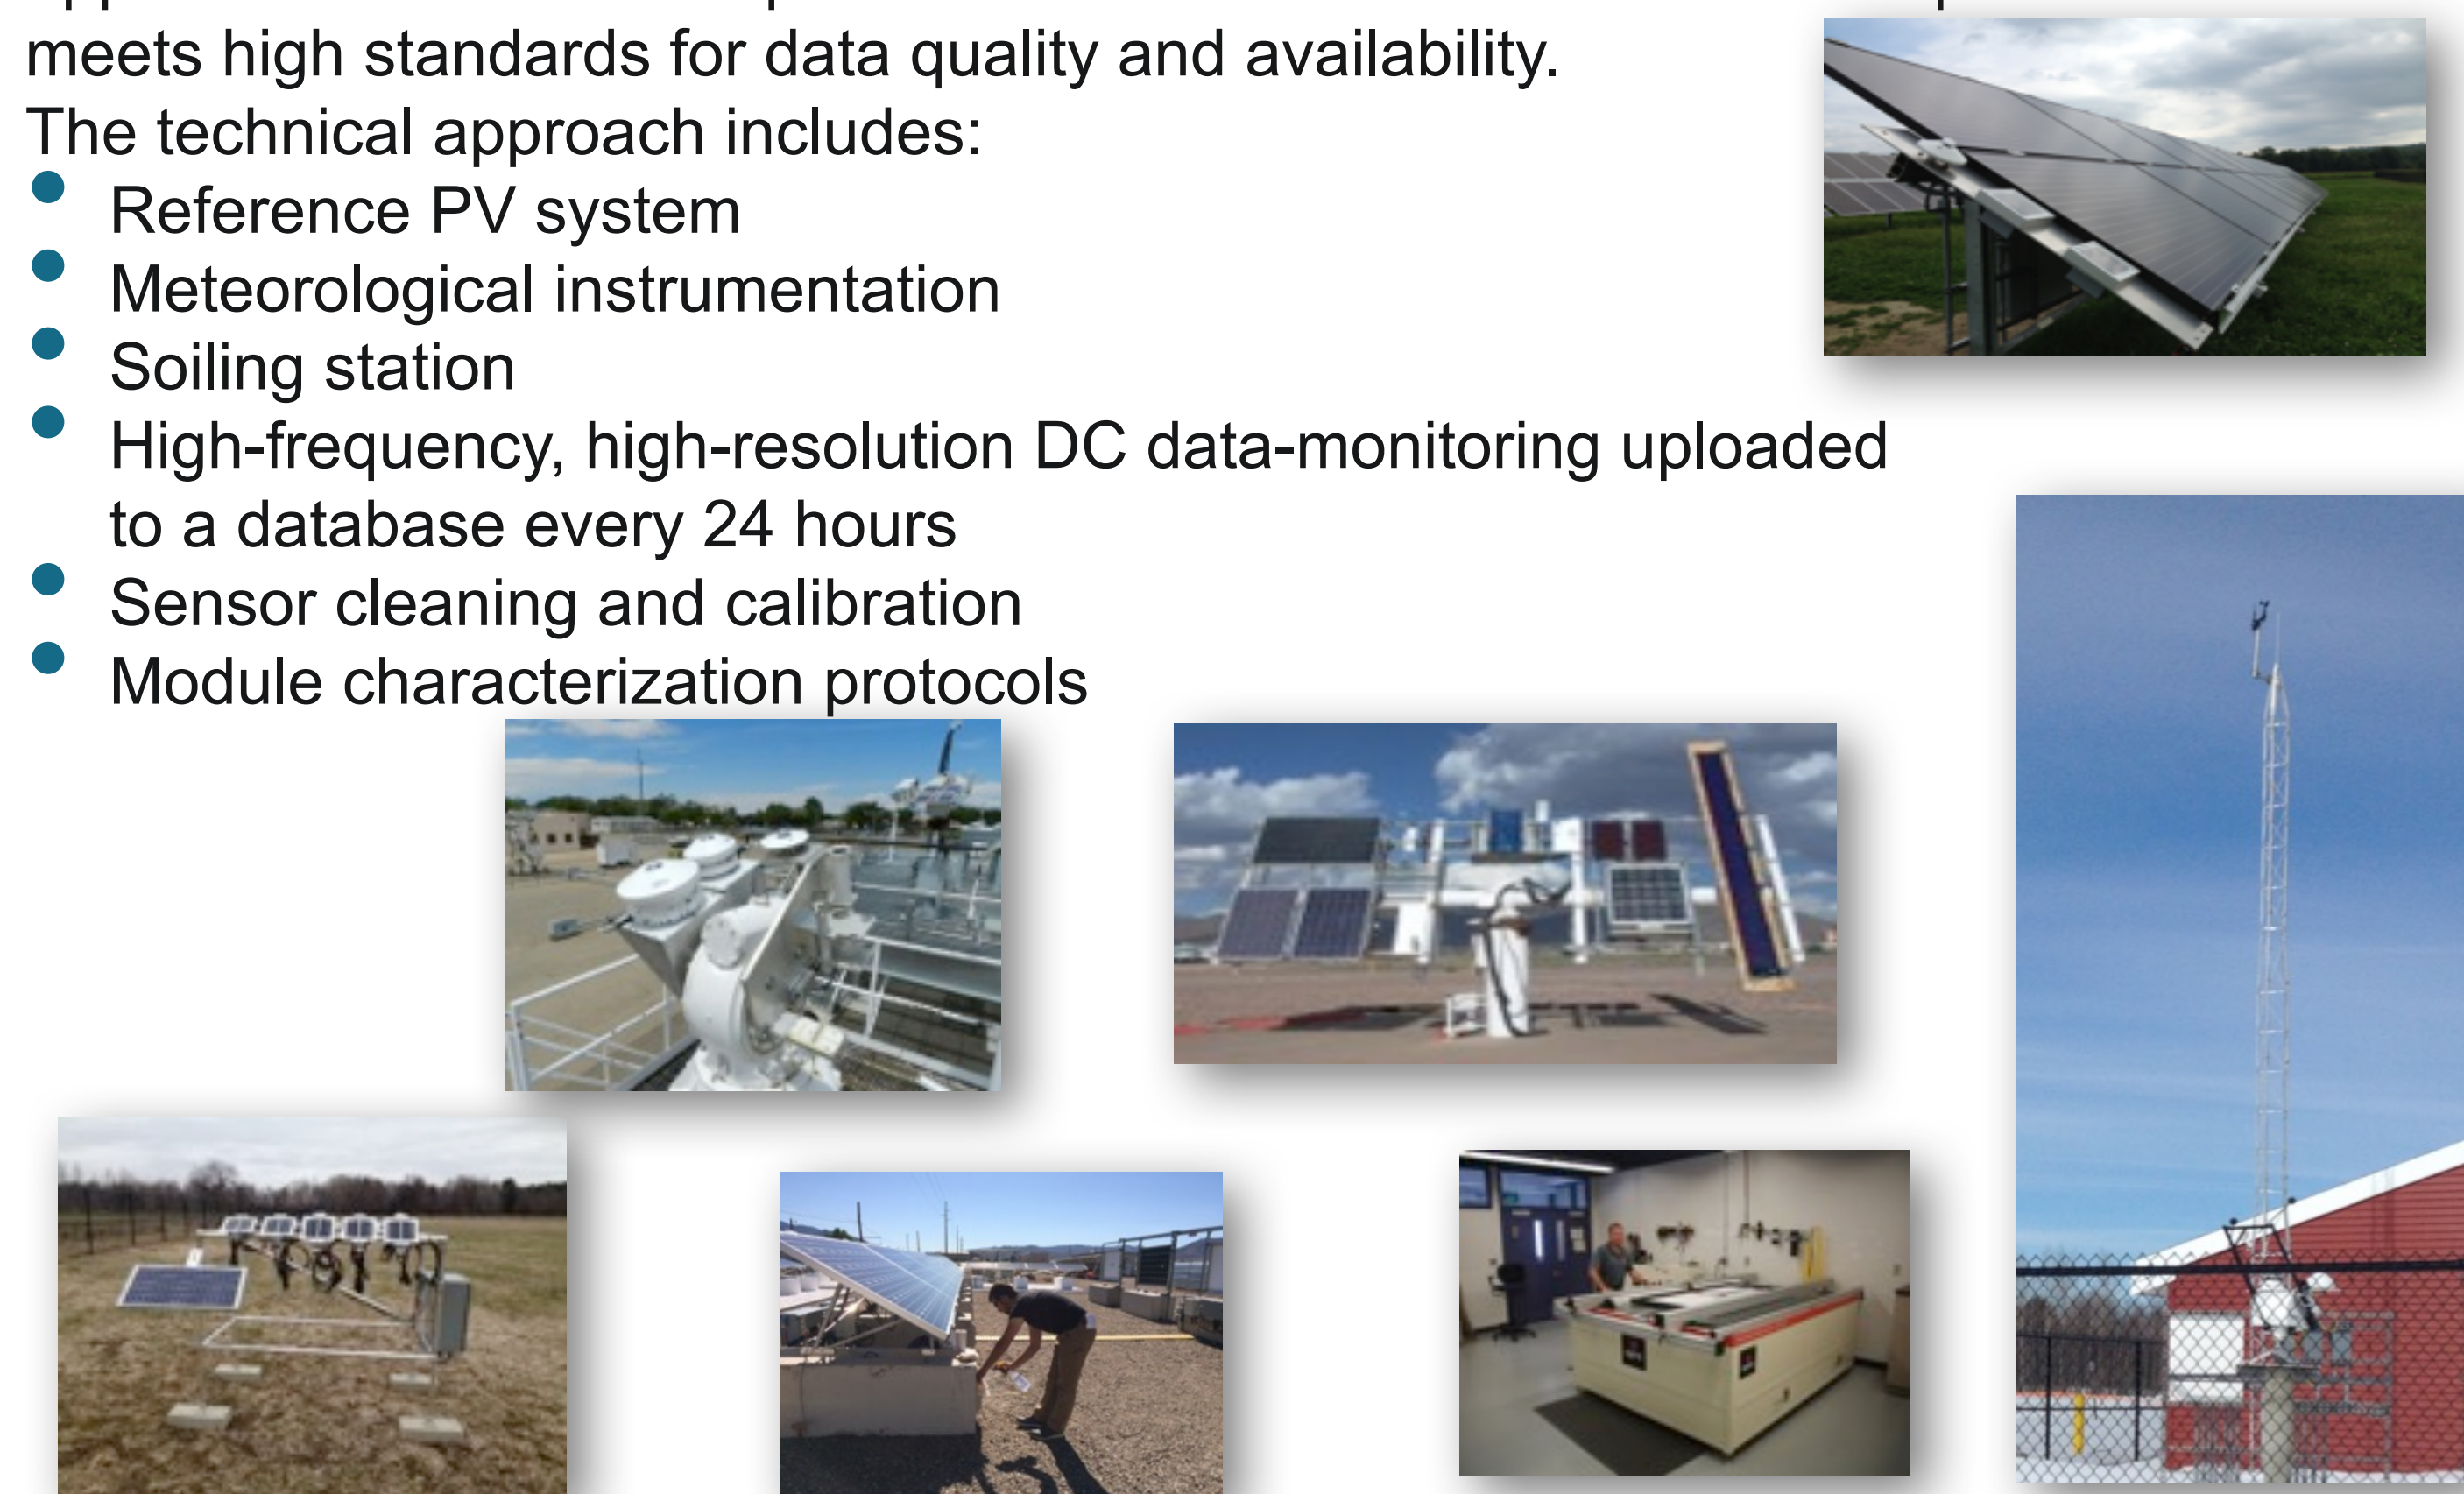 meets high standards for data quality and availability.
The technical approach includes:
• Reference PV system
• Meteorological instrumentation
• Soiling station
• High-frequency, high-resolution DC data-monitoring uploaded
to a database every 24 hours
• Sensor cleaning and calibration
• Module characterization protocols